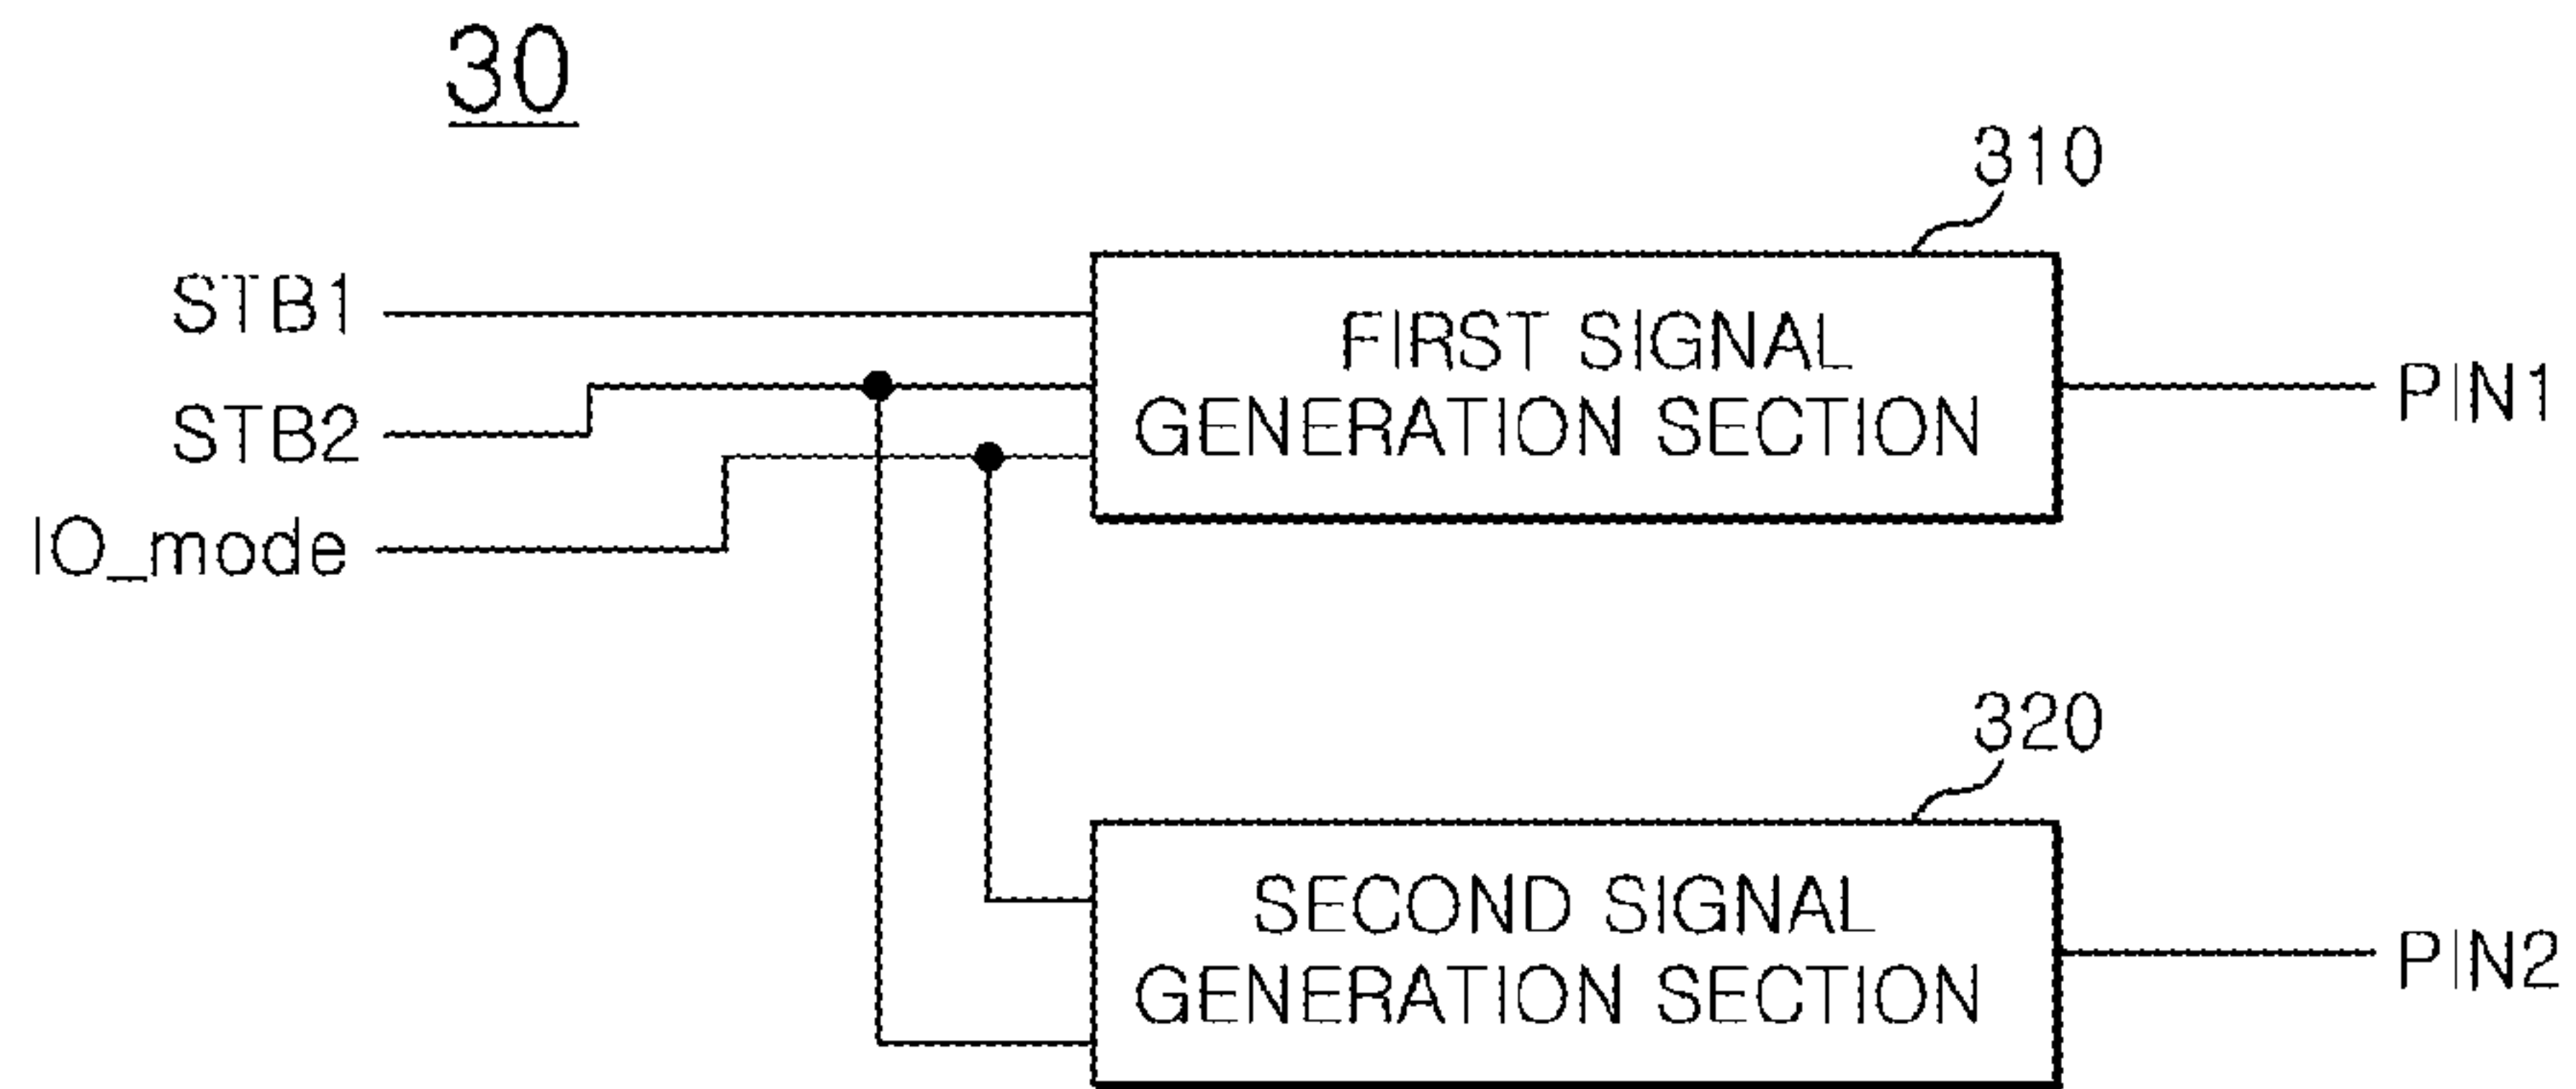 30
310
STB1
FIRST SIGNAL
GENERATION SECTION
PIN1
STB2
IO_mode
320
SECOND SIGNAL
GENERATION SECTION
PIN2